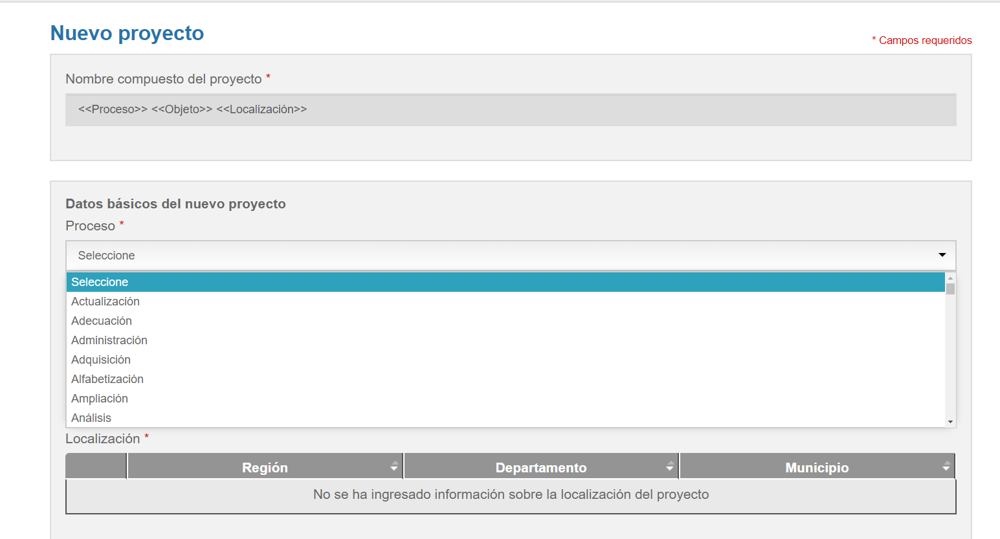 Nuevo proyecto
* Campos requeridos
Nombre compuesto del proyecto *
<<Proceso>> <<Objeto>> <<Localización>>
Datos básicos del nuevo proyecto
Proceso *
Seleccione
Seleccione
Actualización
Adecuación
Administración
Adquisición
Alfabetización
Ampliación
Análisis
Localización *
Región Departamento Municipio
No se ha ingresado información sobre la localización del proyecto